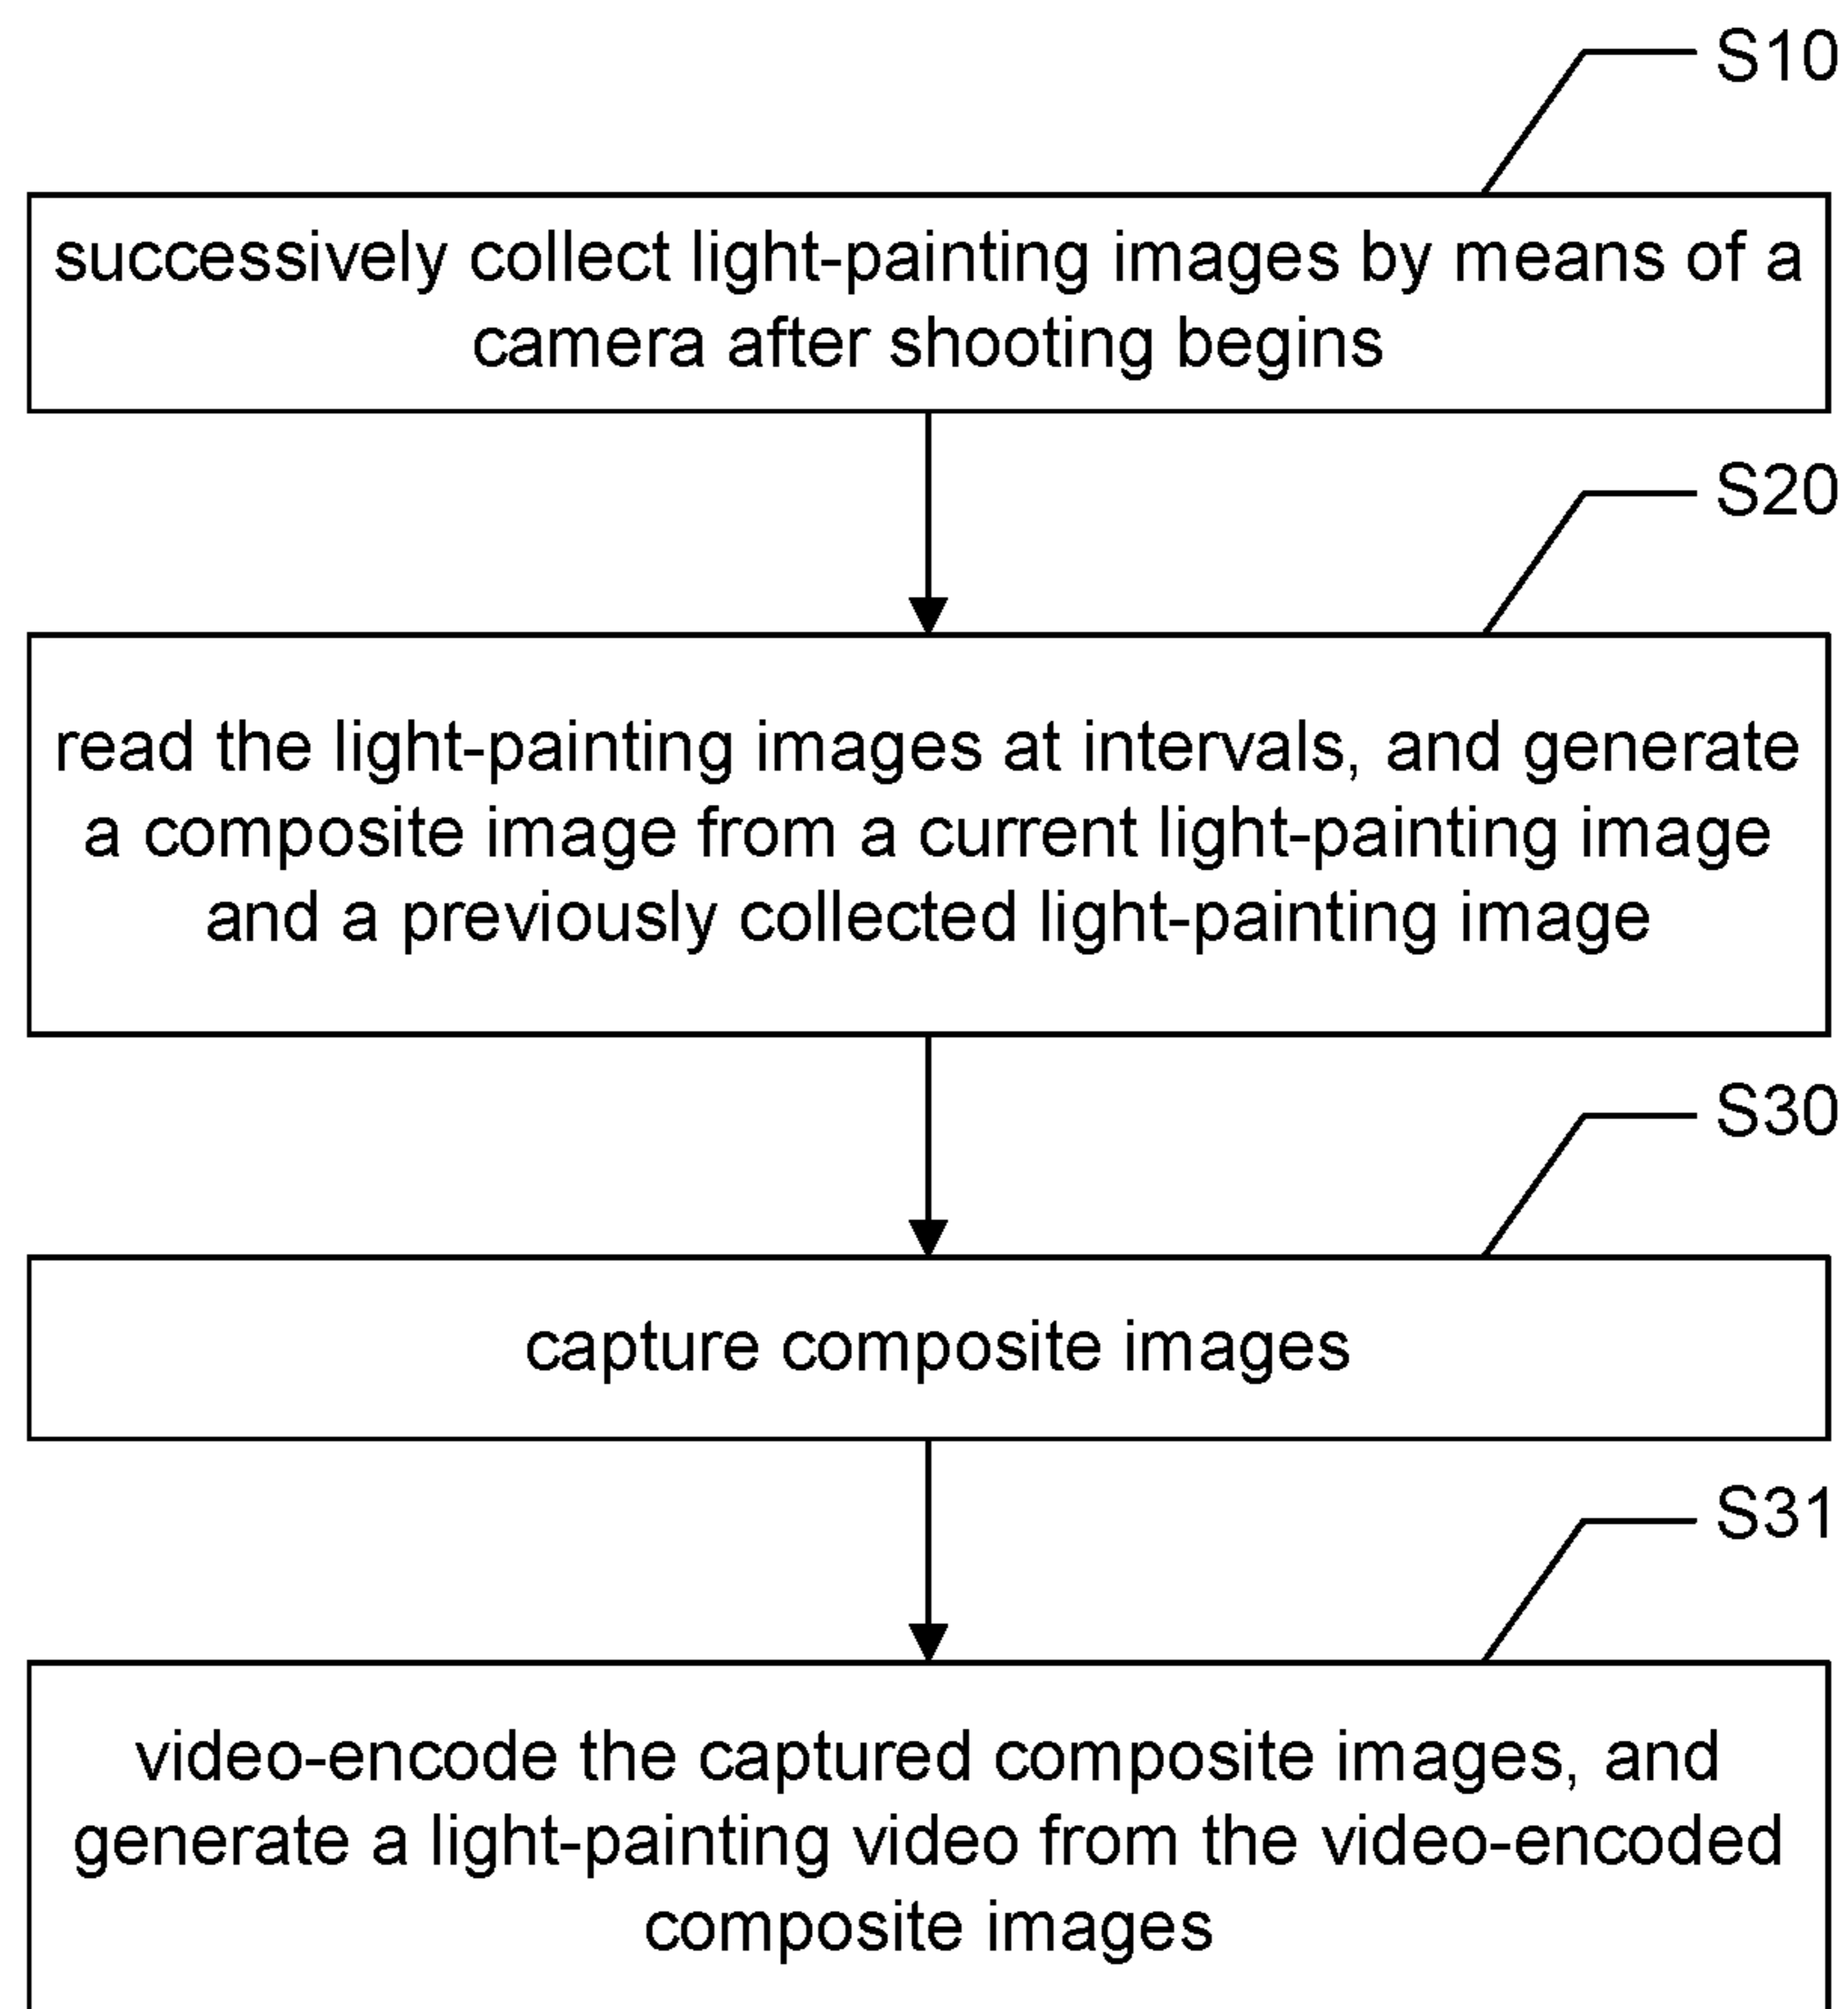 S10
successively collect light-painting images by means of a
camera after shooting begins
S20
read the light-painting images at intervals, and generate
a composite image from a current light-painting image
and a previously collected light-painting image
S30
capture composite images
S31
video-encode the captured composite images, and
generate a light-painting video from the video-encoded
composite images